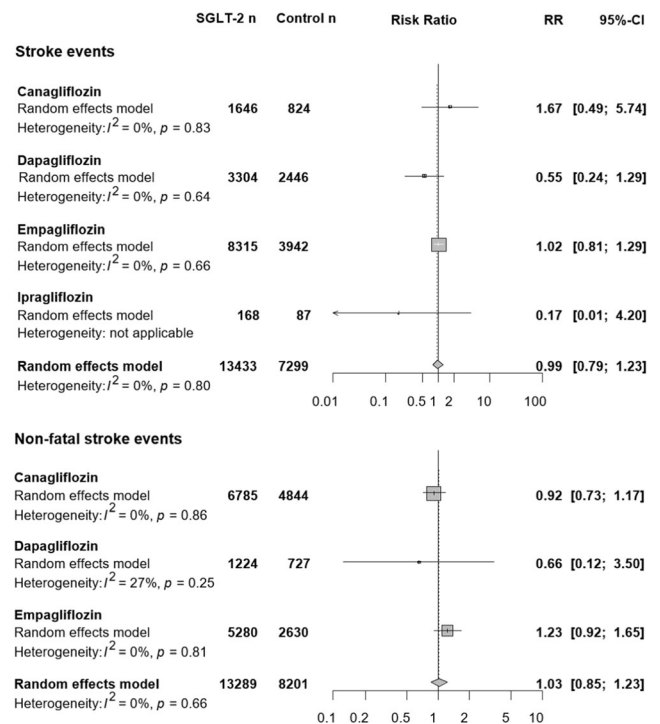 SGLT-2 n Control n Risk Ratio RR 95%-CI
Stroke events
Canagliflozin
Random effects model 1646 824 1.67 [0.49; 5.74]
Heterogeneity: I² = 0%, p = 0.83
Dapagliflozin
Random effects model 3304 2446 0.55 [0.24; 1.29]
Heterogeneity: I² = 0%, p = 0.64
Empagliflozin
Random effects model 8315 3942 1.02 [0.81; 1.29]
Heterogeneity: I² = 0%, p = 0.66
Ipragliflozin
Random effects model 168 87 0.17 [0.01; 4.20]
Heterogeneity: not applicable
Random effects model 13433 7299 0.99 [0.79; 1.23]
Heterogeneity: I² = 0%, p = 0.80
0.01 0.1 0.5 1 2 10 100
Non-fatal stroke events
Canagliflozin
Random effects model 6785 4844 0.92 [0.73; 1.17]
Heterogeneity: I² = 0%, p = 0.86
Dapagliflozin
Random effects model 1224 727 0.66 [0.12; 3.50]
Heterogeneity: I² = 27%, p = 0.25
Empagliflozin
Random effects model 5280 2630 1.23 [0.92; 1.65]
Heterogeneity: I² = 0%, p = 0.81
Random effects model 13289 8201 1.03 [0.85; 1.23]
Heterogeneity: I² = 0%, p = 0.66
0.1 0.2 0.5 1 2 5 10